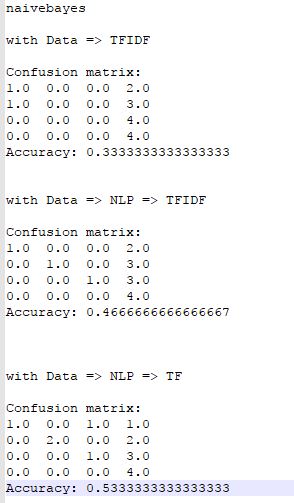 naivebayes
with Data => TFIDF
Confusion matrix:
1.0  0.0  0.0  2.0
1.0  0.0  0.0  3.0
0.0  0.0  0.0  4.0
0.0  0.0  0.0  4.0
Accuracy: 0.3333333333333333
with Data => NLP => TFIDF
Confusion matrix:
1.0  0.0  0.0  2.0
0.0  1.0  0.0  3.0
0.0  0.0  1.0  3.0
0.0  0.0  0.0  4.0
Accuracy: 0.4666666666666667
with Data => NLP => TF
Confusion matrix:
1.0  0.0  1.0  1.0
0.0  2.0  0.0  2.0
0.0  0.0  1.0  3.0
0.0  0.0  0.0  4.0
Accuracy: 0.5333333333333333